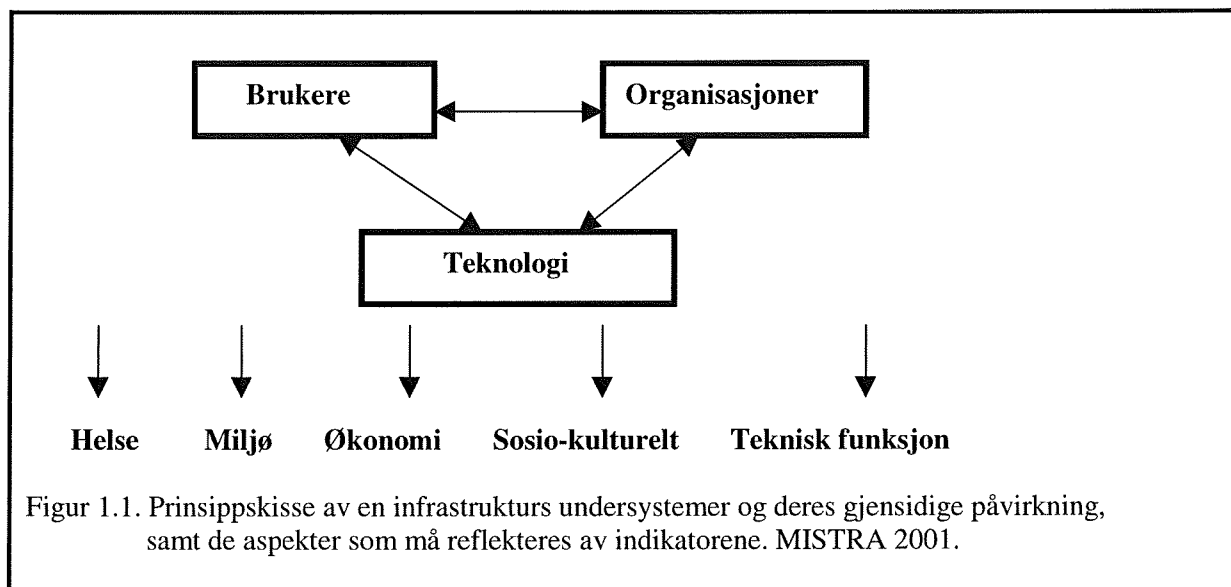 Brukere
Organisasjoner
Teknologi
Helse Miljø Økonomi Sosio-kulturelt Teknisk funksjon
Figur 1.1. Prinsippskisse av en infrastrukturs undersystemer og deres gjensidige påvirkning,
samt de aspekter som må reflekteres av indikatorene. MISTRA 2001.